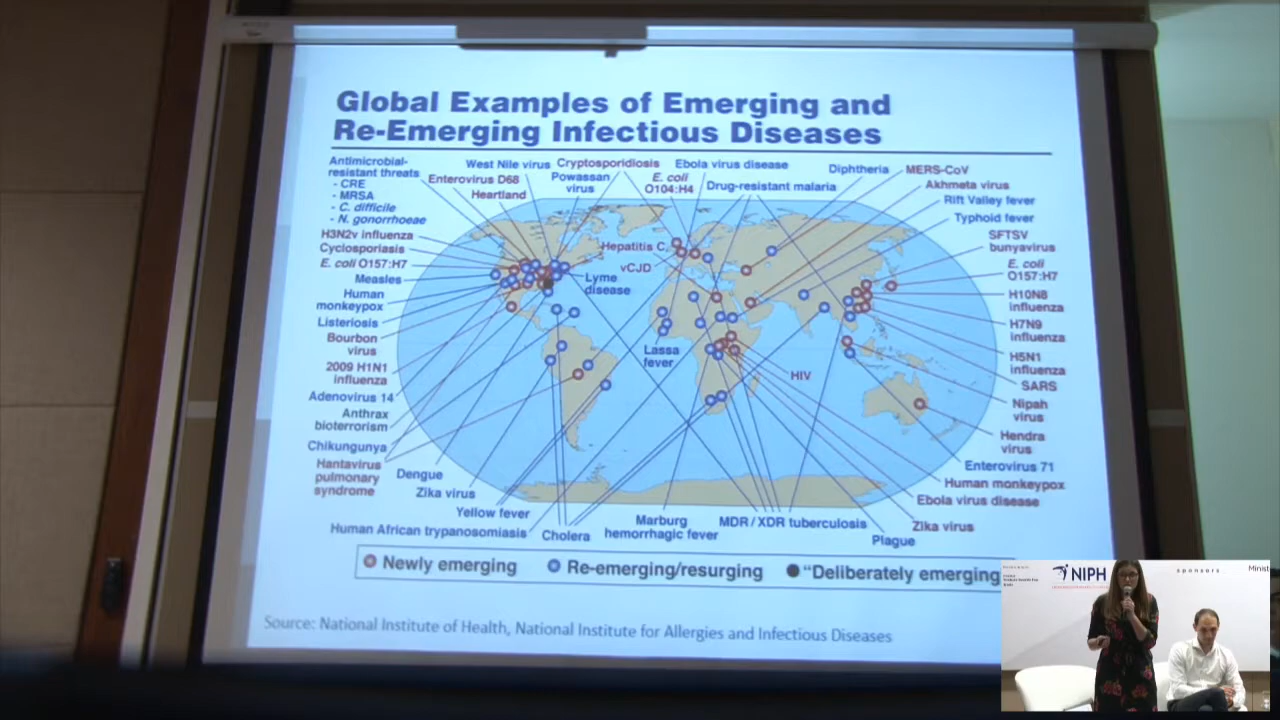 Global Examples of Emerging and
Re-Emerging Infectious Diseases
Antimicrobial-
resistant threats
- CRE
- MRSA
- C. difficile
- N. gonorrhoeae
H3N2v influenza
Cyclosporiasis
E. coli O157:H7
Measles
Human
monkeypox
Listeriosis
Bourbon
virus
2009 H1N1
influenza
Adenovirus 14
Anthrax
bioterrorism
Chikungunya
Hantavirus
pulmonary
syndrome
Enterovirus D68
West Nile virus
Heartland
Cryptosporidiosis
Powassan
virus
Ebola virus disease
E. coli
O104:H4
Drug-resistant malaria
Diphtheria
MERS-CoV
Akhmeta virus
Rift Valley fever
Typhoid fever
SFTSV
bunyavirus
E. coli
O157:H7
H10N8
influenza
H7N9
influenza
H5N1
influenza
SARS
Nipah
virus
Hendra
virus
Enterovirus 71
Human monkeypox
Ebola virus disease
Zika virus
Plague
Hepatitis C
vCJD
Lyme
disease
Lassa
fever
HIV
Dengue
Zika virus
Yellow fever
Human African trypanosomiasis
Cholera
Marburg
hemorrhagic fever
MDR/XDR tuberculosis
Newly emerging
Re-emerging/resurging
"Deliberately emerging
Source: National Institute of Health, National Institute for Allergies and Infectious Diseases
NIPH
sponsors
Minist